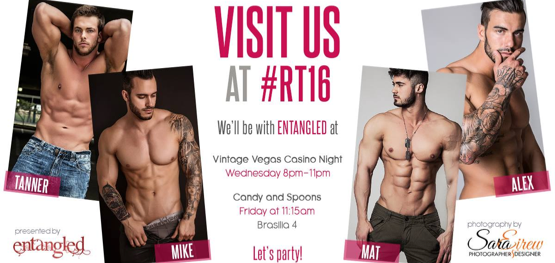 VISIT US
AT #RT16
We'll be with ENTANGLED at
Vintage Vegas Casino Night
Wednesday 8pm-11pm
Candy and Spoons
Friday at 11:15am
Brasilia 4
Let's party!
TANNER
MIKE
MAT
ALEX
presented by
entangled
photography by
Sara Eirew
PHOTOGRAPHER|DESIGNER